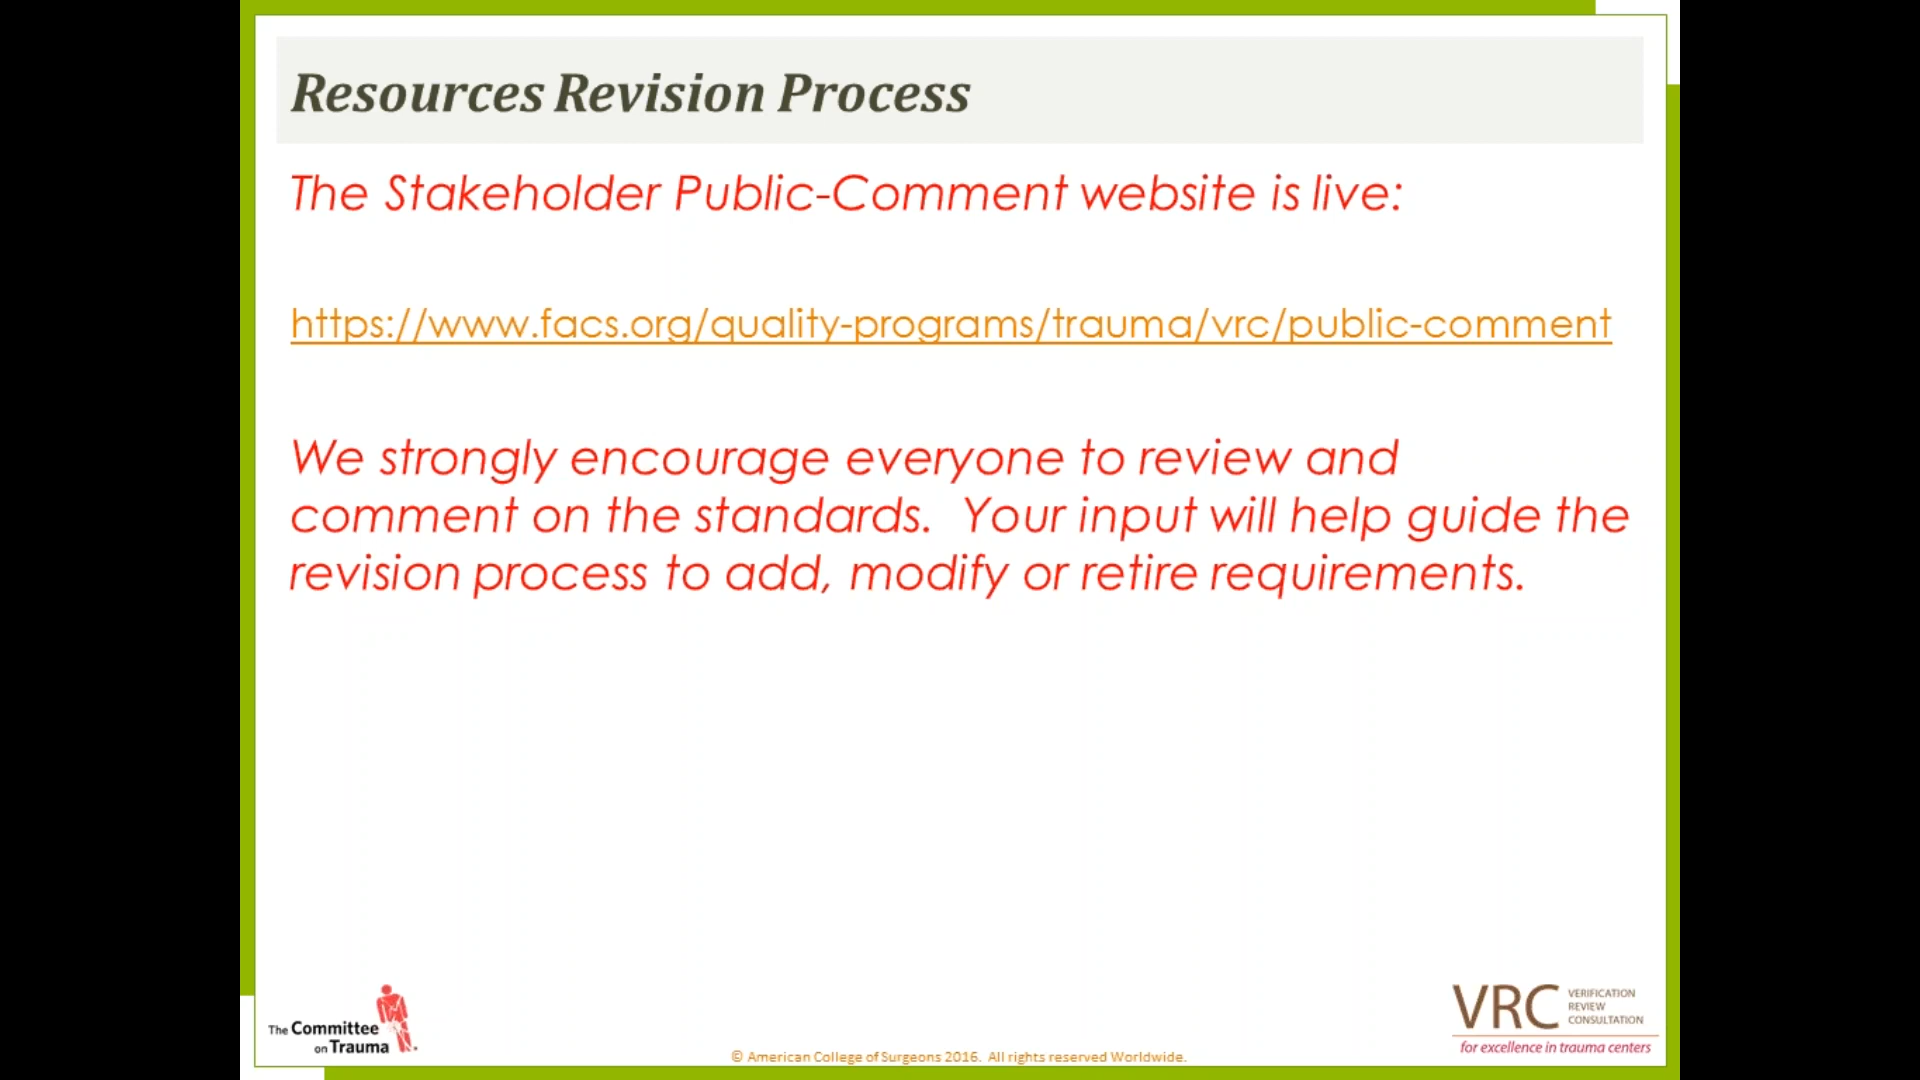 Resources Revision Process
The Stakeholder Public-Comment website is live:
https://www.facs.org/quality-programs/trauma/vrc/public-comment
We strongly encourage everyone to review and
comment on the standards.  Your input will help guide the
revision process to add, modify or retire requirements.
The Committee
on Trauma
© American College of Surgeons 2016.  All rights reserved Worldwide.
VRC
VERIFICATION
REVIEW
CONSULTATION
for excellence in trauma centers